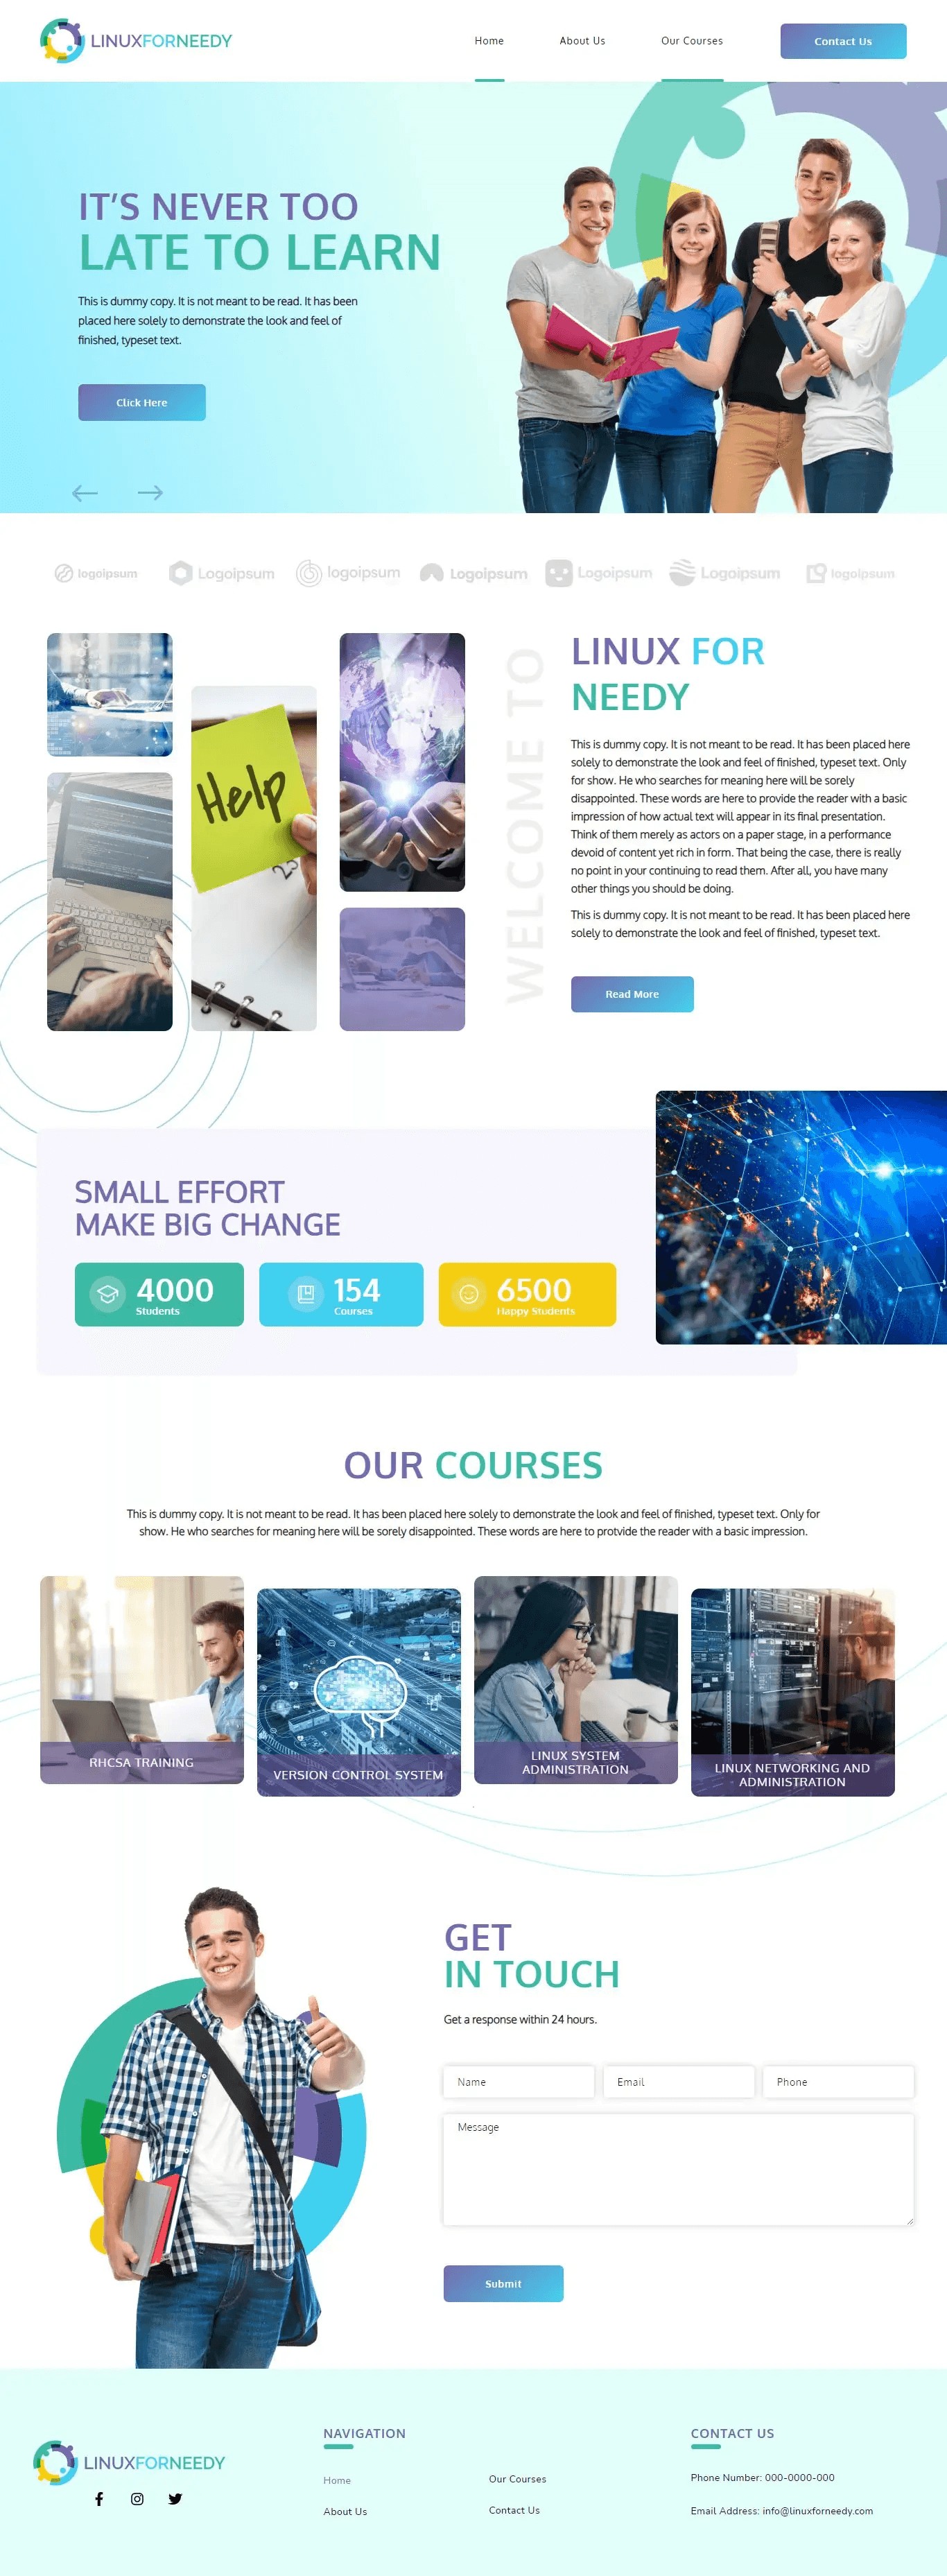 LINUXFORNEEDY
Home
About Us
Our Courses
Contact Us
IT'S NEVER TOO
LATE TO LEARN
This is dummy copy. It is not meant to be read. It has been
placed here solely to demonstrate the look and feel of
finished, typeset text.
Click Here
logoipsum
Logoipsum
logoipsum
Logoipsum
Logoipsum
Logoipsum
logoipsum
Help
23
WELCOME TO
LINUX FOR
NEEDY
This is dummy copy. It is not meant to be read. It has been placed here
solely to demonstrate the look and feel of finished, typeset text. Only
for show. He who searches for meaning here will be sorely
disappointed. These words are here to provide the reader with a basic
impression of how actual text will appear in its final presentation.
Think of them merely as actors on a paper stage, in a performance
devoid of content yet rich in form. That being the case, there is really
no point in your continuing to read them. After all, you have many
other things you should be doing.
This is dummy copy. It is not meant to be read. It has been placed here
solely to demonstrate the look and feel of finished, typeset text.
Read More
SMALL EFFORT
MAKE BIG CHANGE
4000
Students
154
Courses
6500
Happy Students
OUR COURSES
This is dummy copy. It is not meant to be read. It has been placed here solely to demonstrate the look and feel of finished, typeset text. Only for
show. He who searches for meaning here will be sorely disappointed. These words are here to protvide the reader with a basic impression.
RHCSA TRAINING
VERSION CONTROL SYSTEM
LINUX SYSTEM
ADMINISTRATION
LINUX NETWORKING AND
ADMINISTRATION
GET
IN TOUCH
Get a response within 24 hours.
Name
Email
Phone
Message
Submit
LINUXFORNEEDY
NAVIGATION
Home
About Us
Our Courses
Contact Us
CONTACT US
Phone Number: 000-0000-000
Email Address: info@linuxforneedy.com